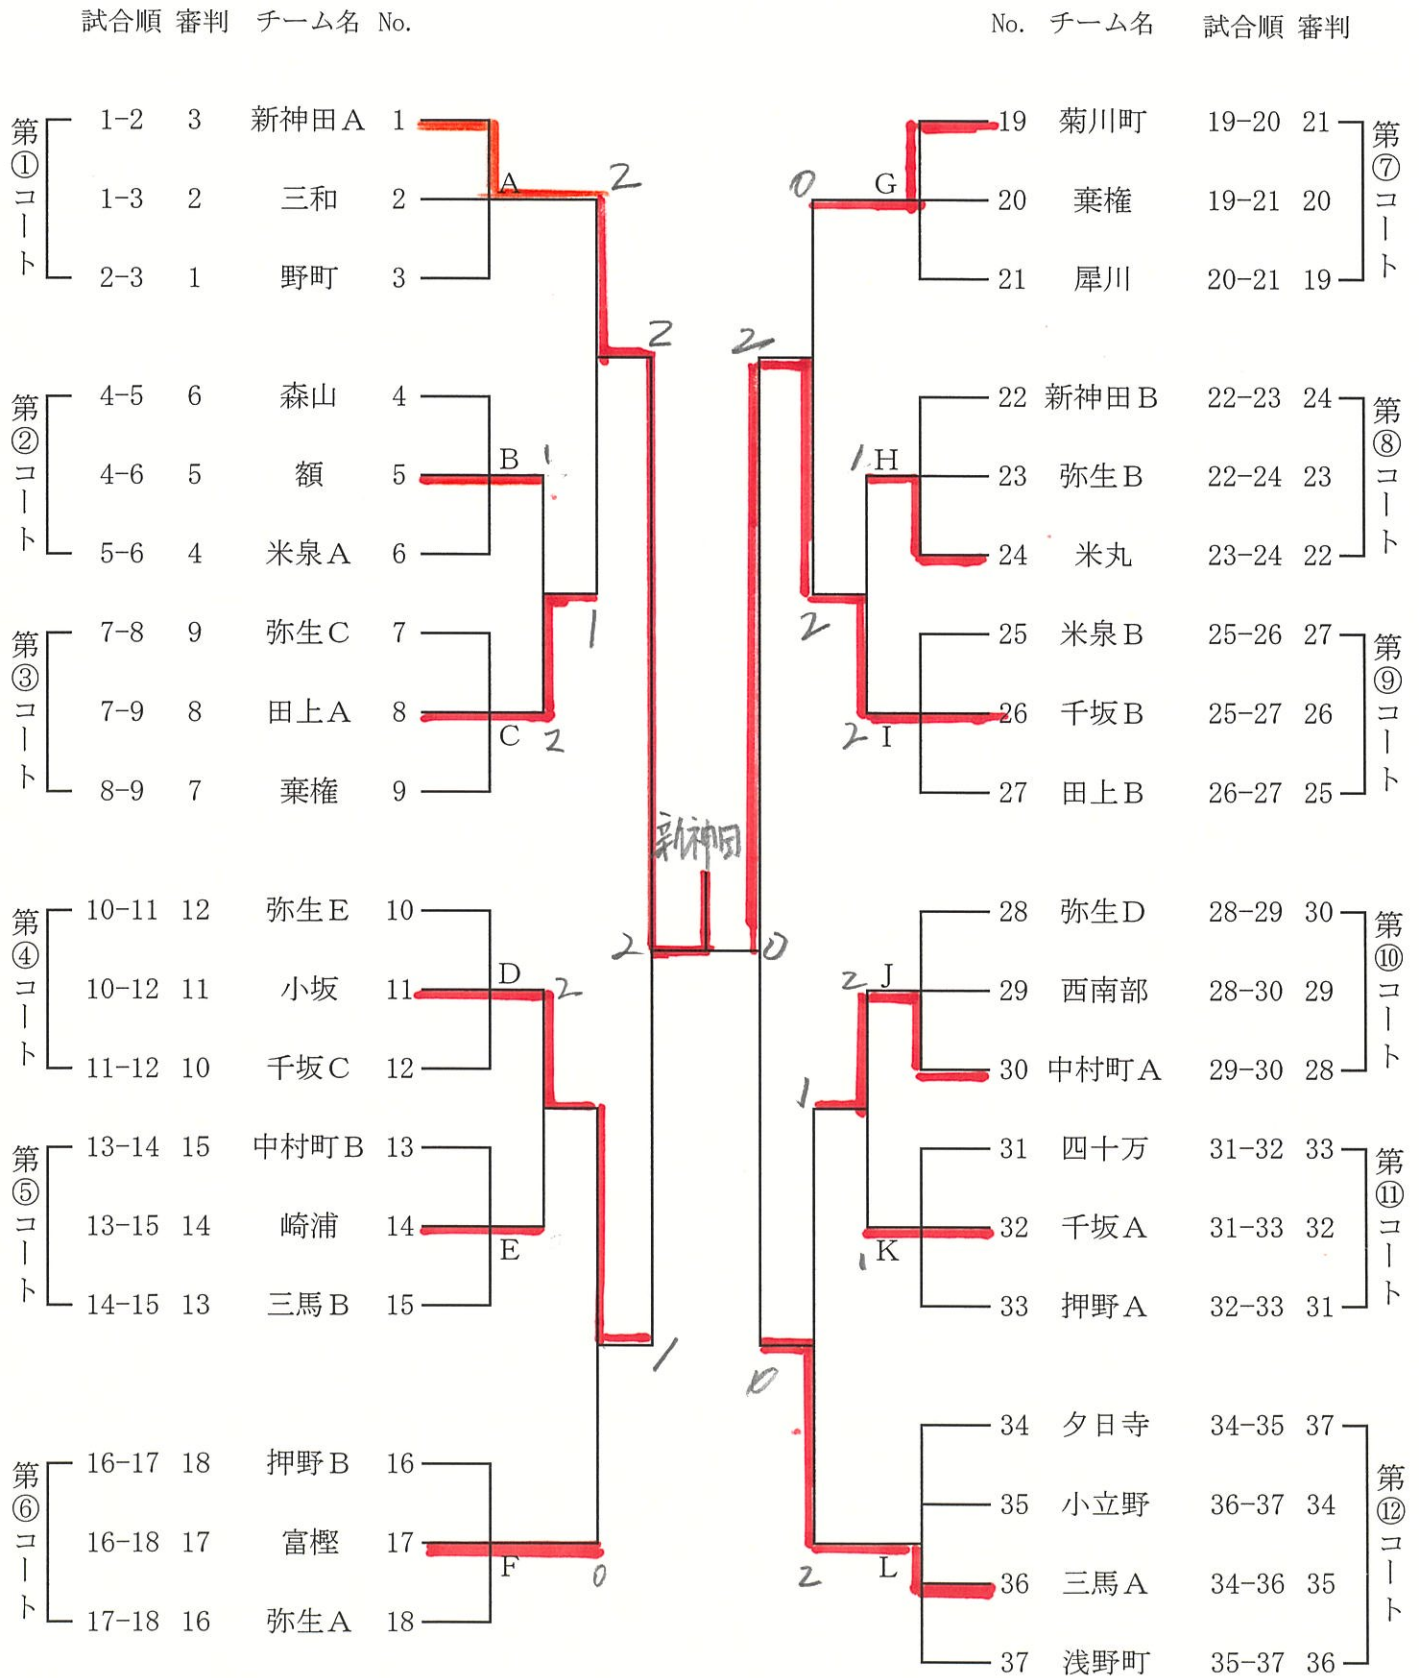 試合順 審判 チーム名 No.
No. チーム名 試合順 審判
第①コート
1-2 3 新神田A 1
1-3 2 三和 2
2-3 1 野町 3
A
2
第②コート
4-5 6 森山 4
4-6 5 額 5
5-6 4 米泉A 6
B
1
2
第③コート
7-8 9 弥生C 7
7-9 8 田上A 8
8-9 7 棄権 9
C
2
1
新神田
2
0
第④コート
10-11 12 弥生E 10
10-12 11 小坂 11
11-12 10 千坂C 12
D
2
第⑤コート
13-14 15 中村町B 13
13-15 14 崎浦 14
14-15 13 三馬B 15
E
1
第⑥コート
16-17 18 押野B 16
16-18 17 富樫 17
17-18 16 弥生A 18
F
0
19 菊川町 19-20 21
20 棄権 19-21 20
21 犀川 20-21 19
第⑦コート
0
G
2
22 新神田B 22-23 24
23 弥生B 22-24 23
24 米丸 23-24 22
第⑧コート
1
H
2
25 米泉B 25-26 27
26 千坂B 25-27 26
27 田上B 26-27 25
第⑨コート
2
I
28 弥生D 28-29 30
29 西南部 28-30 29
30 中村町A 29-30 28
第⑩コート
2
J
1
31 四十万 31-32 33
32 千坂A 31-33 32
33 押野A 32-33 31
第⑪コート
1
K
0
34 夕日寺 34-35 37
35 小立野 36-37 34
36 三馬A 34-36 35
37 浅野町 35-37 36
第⑫コート
2
L